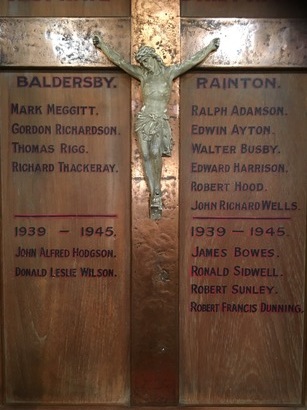 BALDERSBY.
MARK MEGGITT.
GORDON RICHARDSON.
THOMAS RIGG.
RICHARD THACKERAY.
1939 — 1945.
JOHN ALFRED HODGSON.
DONALD LESLIE WILSON.
RAINTON.
RALPH ADAMSON.
EDWIN AYTON.
WALTER BUSBY.
EDWARD HARRISON.
ROBERT HOOD.
JOHN RICHARD WELLS.
1939 — 1945.
JAMES BOWES.
RONALD SIDWELL.
ROBERT SUNLEY.
ROBERT FRANCIS DUNNING.